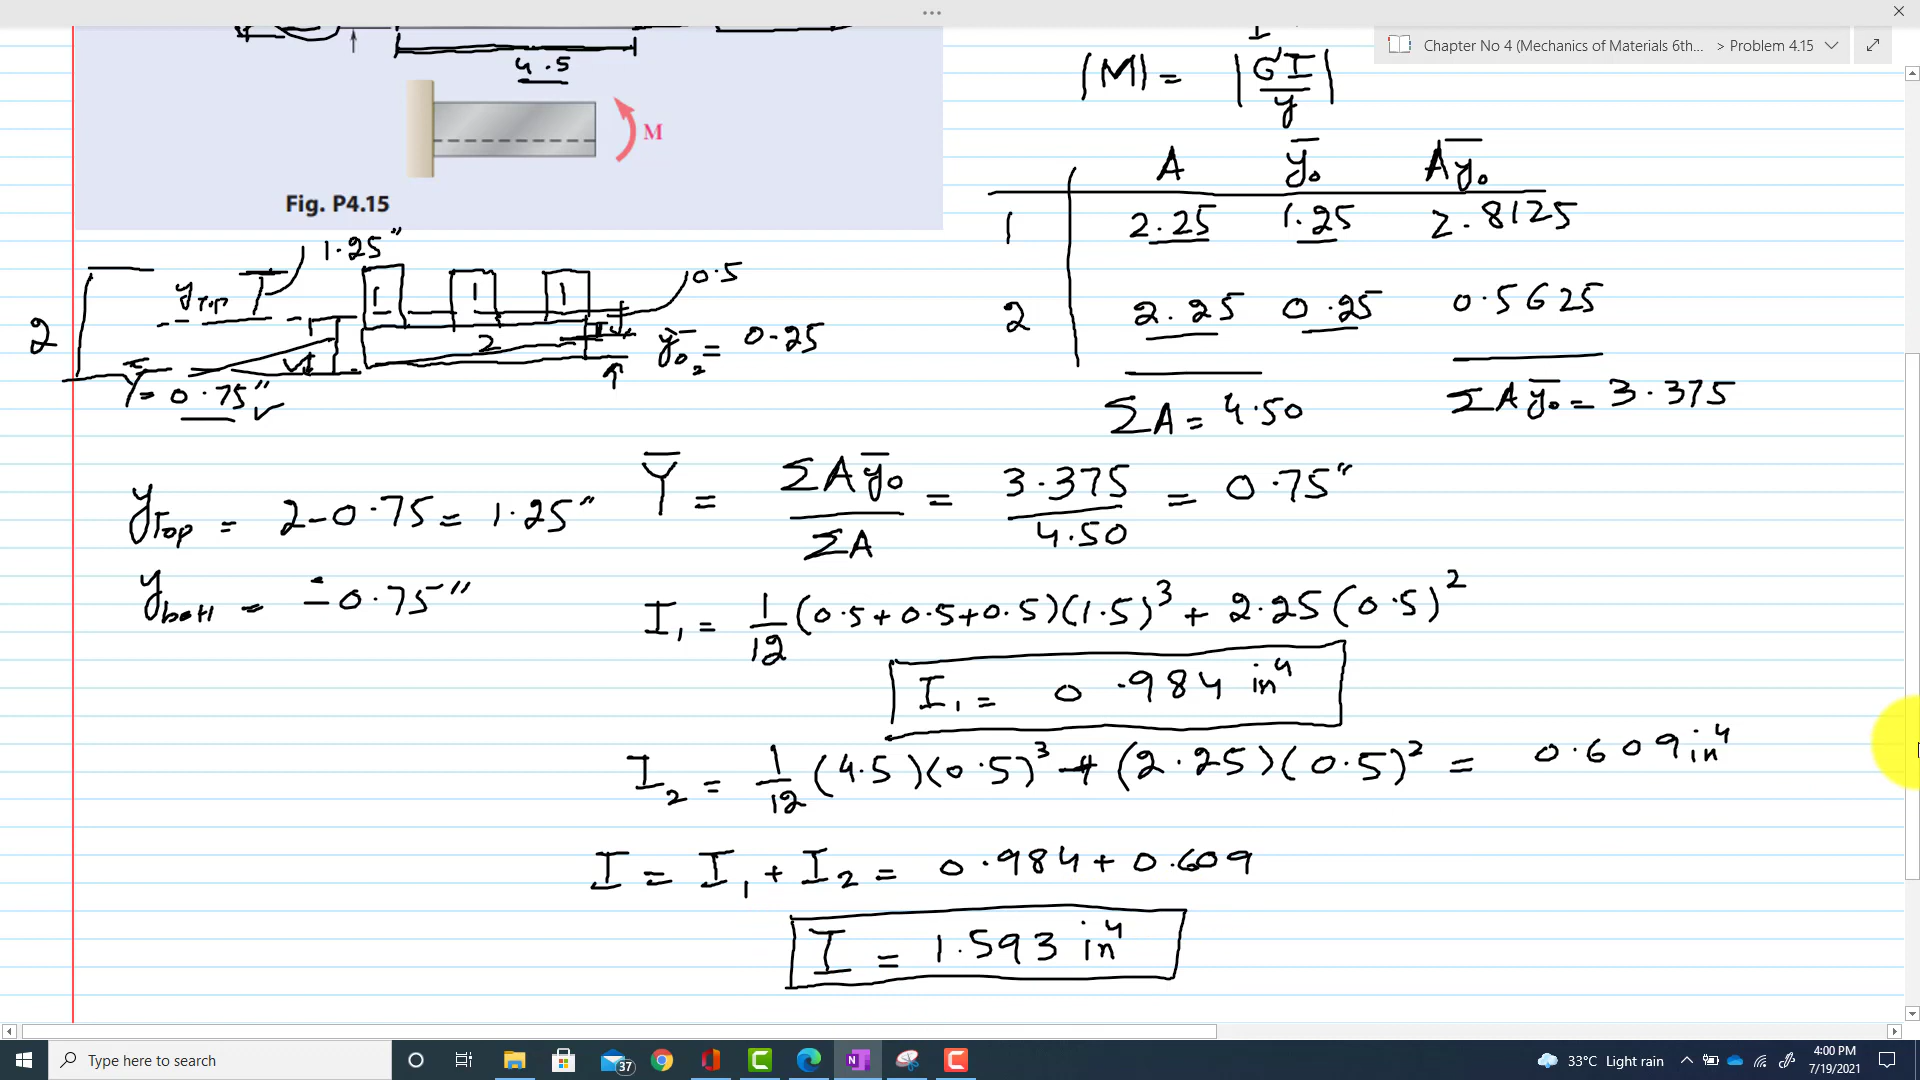 Chapter No 4 (Mechanics of Materials 6th... > Problem 4.15
4.5
M
Fig. P4.15
|M| = |σI/y|
A ȳ₀ Aȳ₀
1 2.25 1.25 2.8125
2 2.25 0.25 0.5625
ΣA = 4.50 ΣAȳ₀ = 3.375
1.25"
yTop
1 1 1
0.5
2
2
ȳ₀₂ = 0.25
Ȳ = 0.75" ✓
Ȳ = ΣAȳ₀/ΣA = 3.375/4.50 = 0.75"
yTop = 2-0.75 = 1.25"
ybott = -0.75"
I₁ = 1/12 (0.5+0.5+0.5)(1.5)³ + 2.25(0.5)²
I₁ = 0.984 in⁴
I₂ = 1/12 (4.5)(0.5)³ + (2.25)(0.5)² = 0.609 in⁴
I = I₁ + I₂ = 0.984 + 0.609
I = 1.593 in⁴
Type here to search
37
33°C Light rain
4:00 PM
7/19/2021